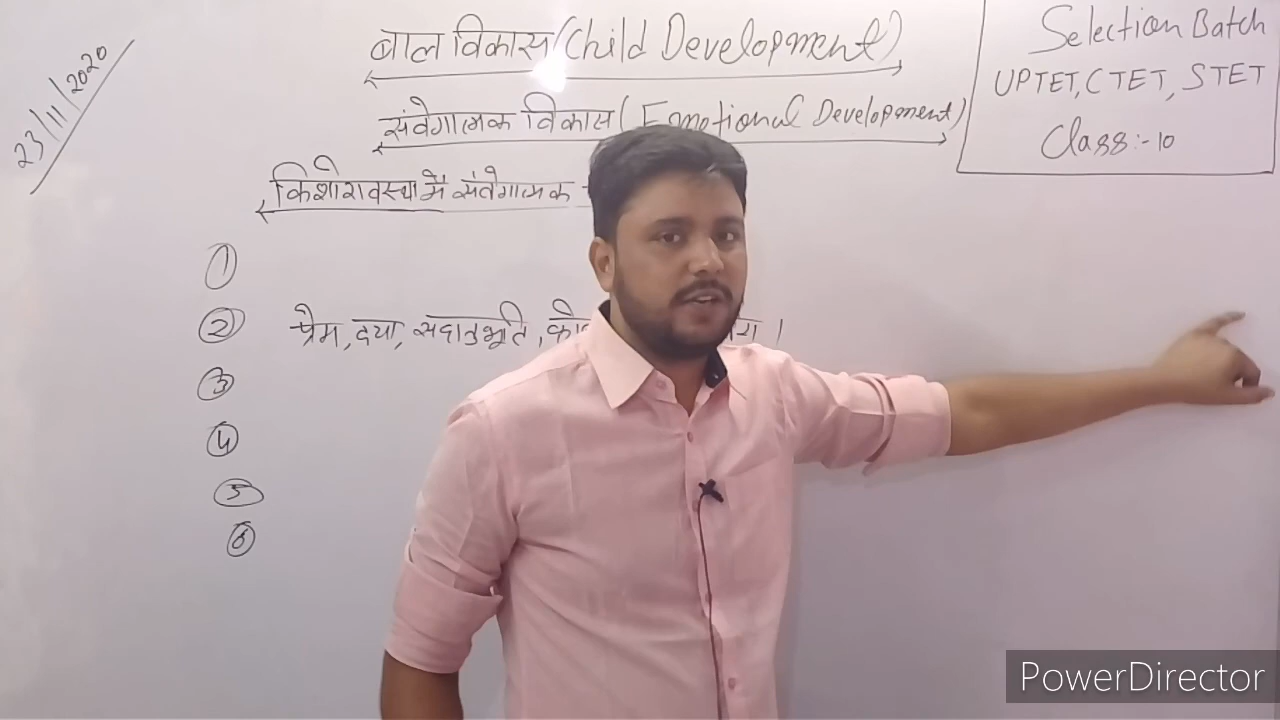 23/11/2020
बाल विकास (Child Development)
Selection Batch
UPTET, CTET, STET
Class:- 10
संवेगात्मक विकास ( Emotional Development)
किशोरावस्था में संवेगात्मक
①
② प्रेम, दया, सहानुभूति,
③
④
⑤
⑥
PowerDirector